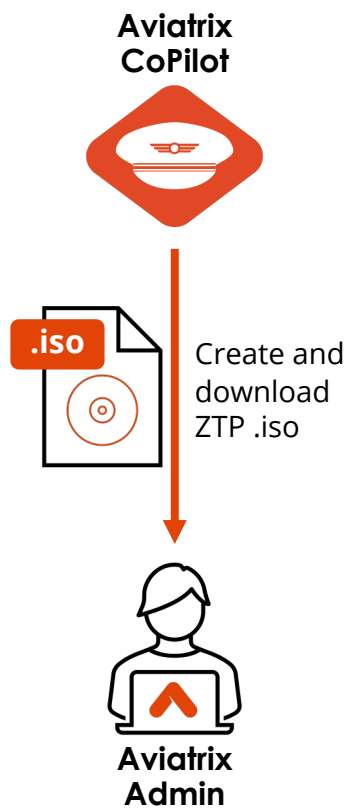 Aviatrix
CoPilot
.iso
Create and
download
ZTP .iso
Aviatrix
Admin